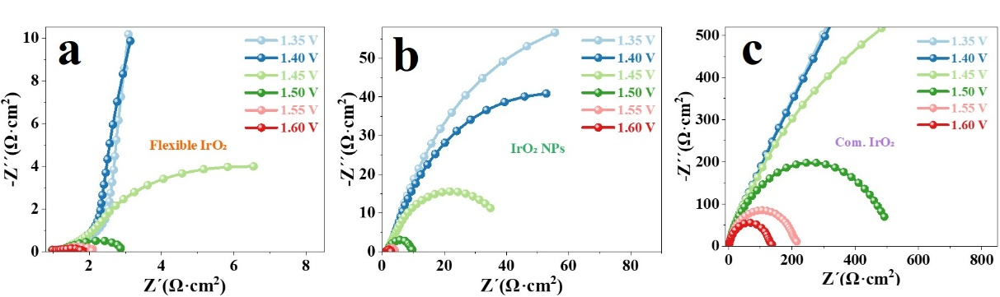 a
10
8
6
4
2
0
2
4
6
8
-Z´´(Ω·cm²)
Z´(Ω·cm²)
1.35 V
1.40 V
1.45 V
1.50 V
1.55 V
1.60 V
Flexible IrO₂
b
50
40
30
20
10
0
0
20
40
60
80
-Z´´(Ω·cm²)
Z´(Ω·cm²)
1.35 V
1.40 V
1.45 V
1.50 V
1.55 V
1.60 V
IrO₂ NPs
c
500
400
300
200
100
0
0
200
400
600
800
-Z´´(Ω·cm²)
Z´(Ω·cm²)
1.35 V
1.40 V
1.45 V
1.50 V
1.55 V
1.60 V
Com. IrO₂